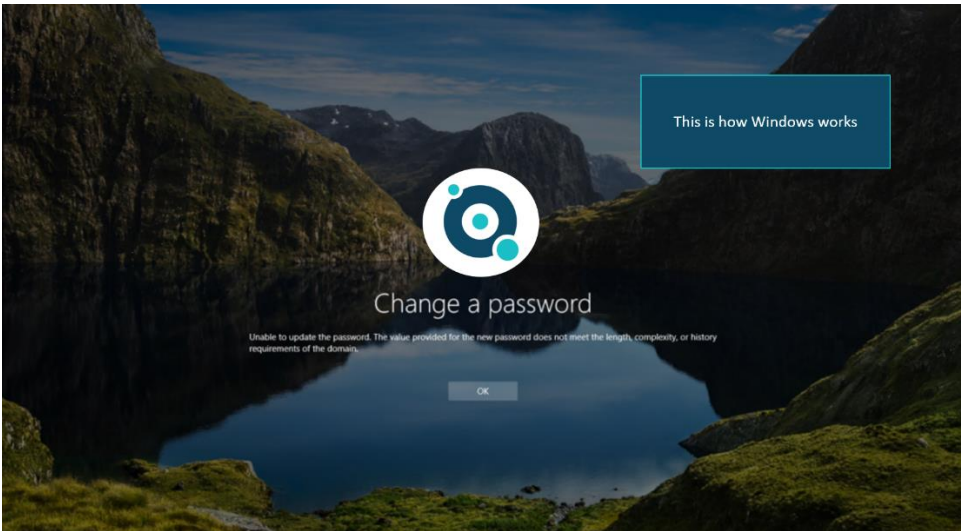 This is how Windows works
Change a password
Unable to update the password. The value provided for the new password does not meet the length, complexity, or history
requirements of the domain.
OK